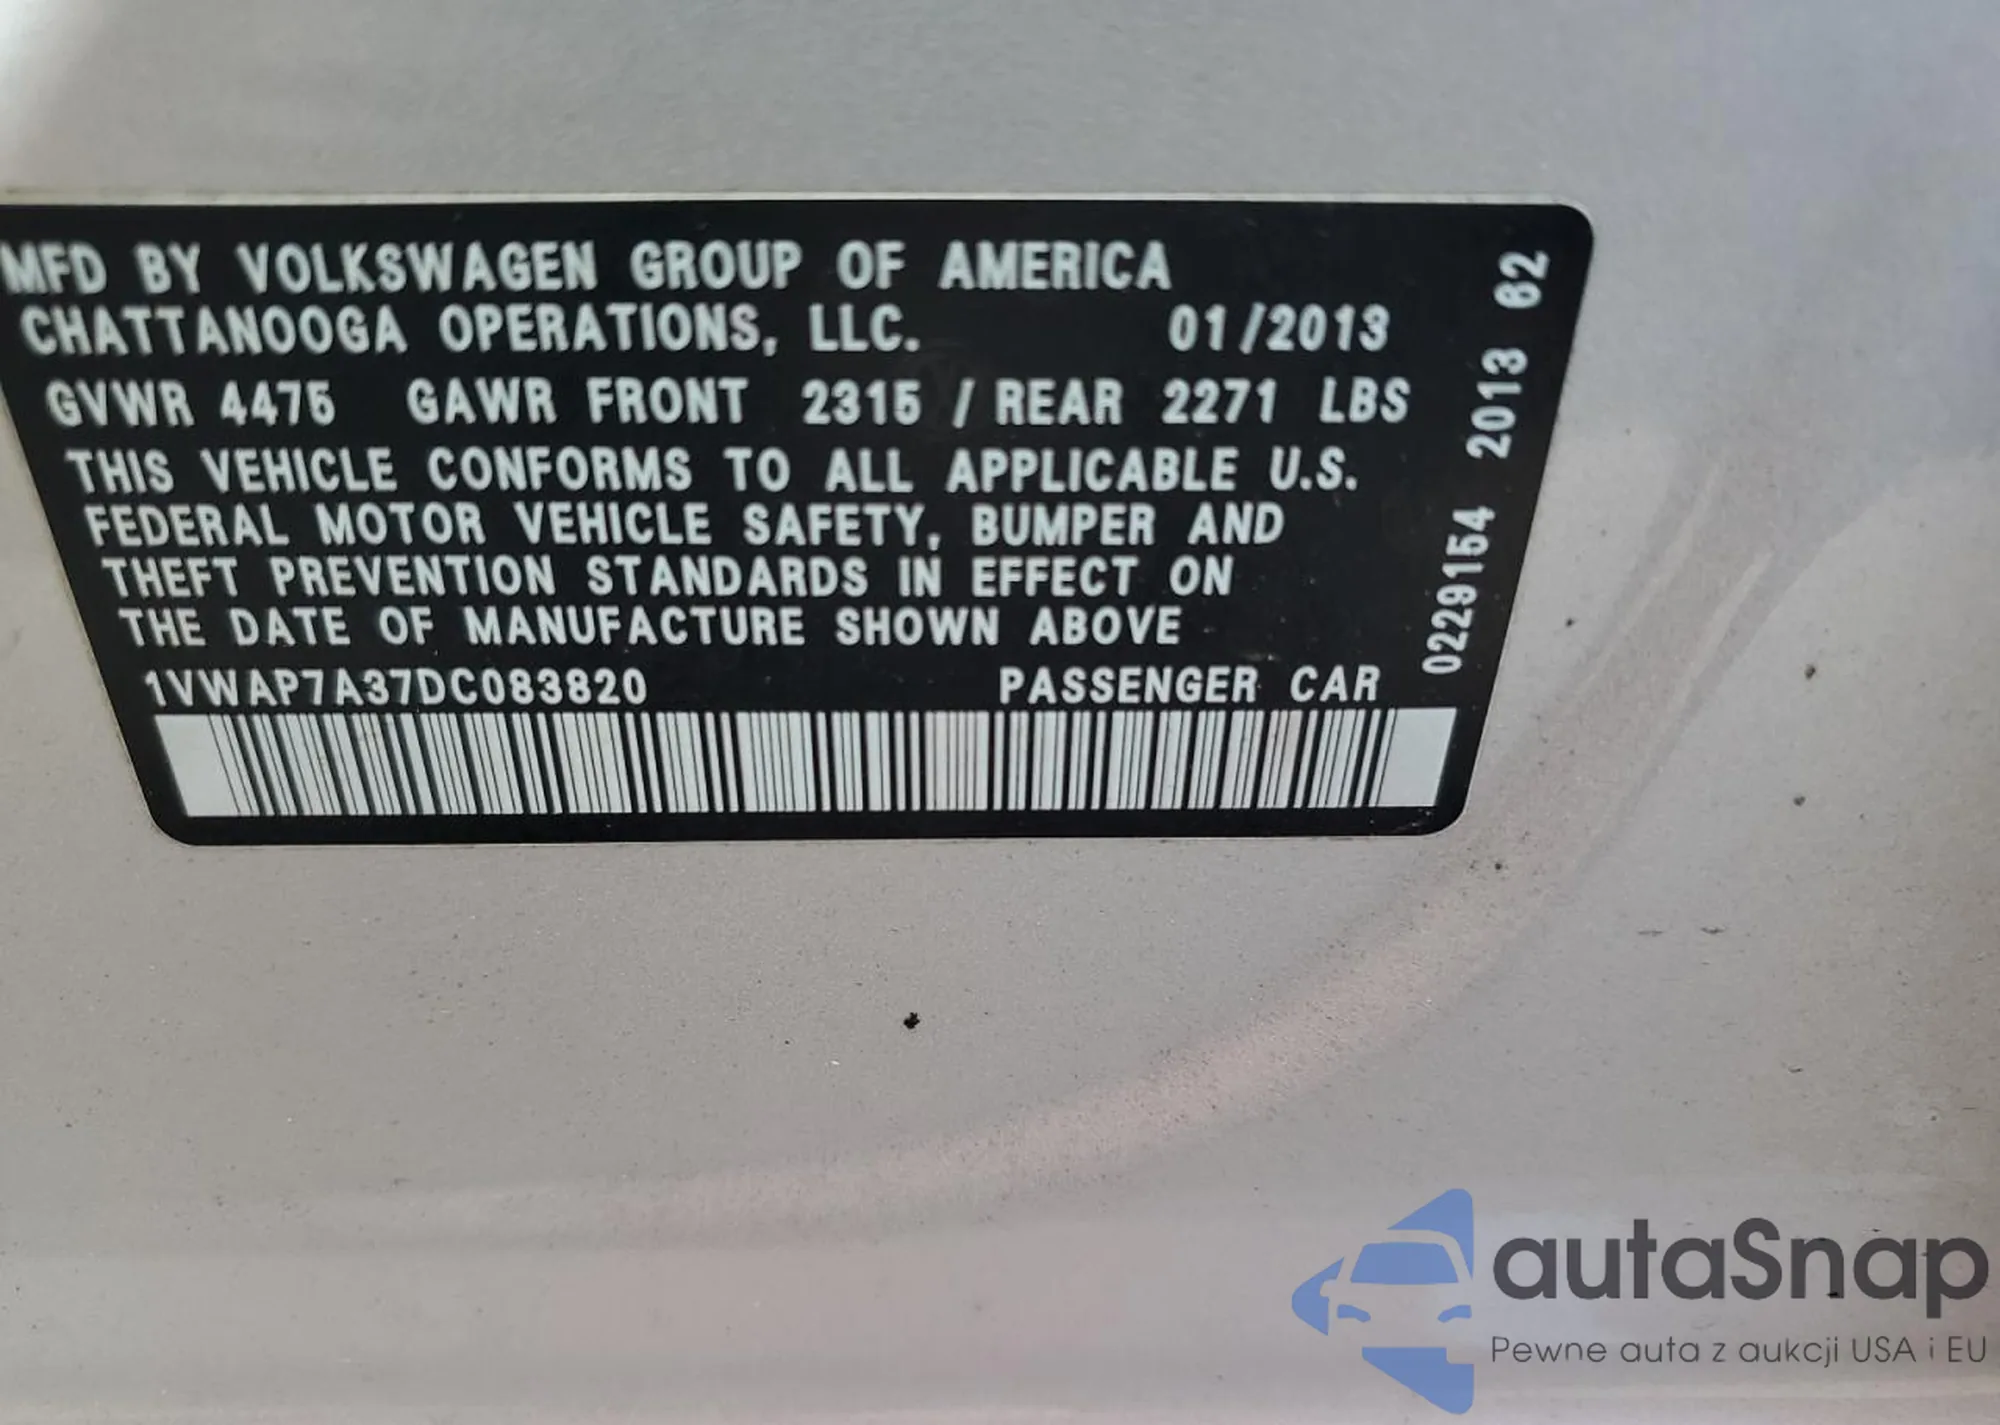 MFD BY VOLKSWAGEN GROUP OF AMERICA
CHATTANOOGA OPERATIONS, LLC. 01/2013
GVWR 4475 GAWR FRONT 2315 / REAR 2271 LBS
THIS VEHICLE CONFORMS TO ALL APPLICABLE U.S.
FEDERAL MOTOR VEHICLE SAFETY, BUMPER AND
THEFT PREVENTION STANDARDS IN EFFECT ON
THE DATE OF MANUFACTURE SHOWN ABOVE
1VWAP7A37DC083820 PASSENGER CAR
0229154 2013 62
autaSnap
Pewne auta z aukcji USA i EU